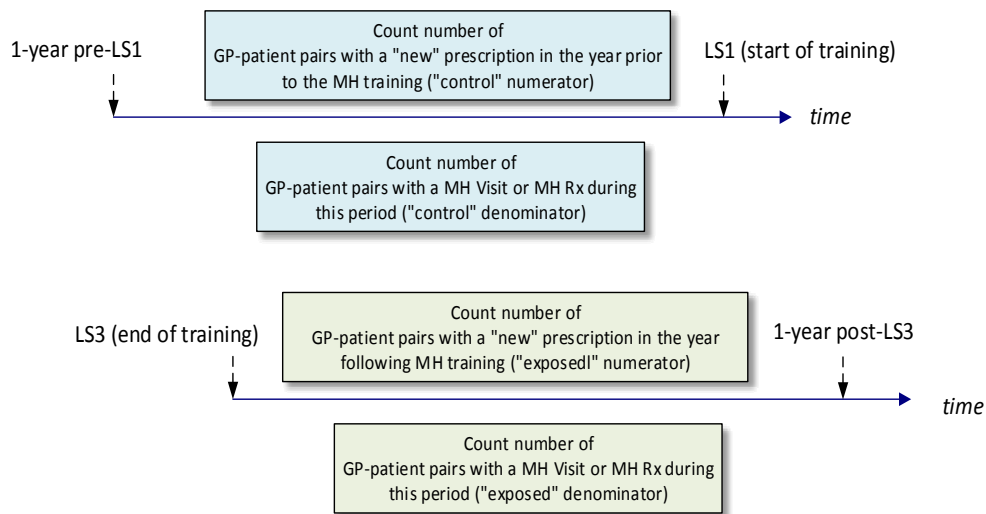 Count number of
GP-patient pairs with a "new" prescription in the year prior
to the MH training ("control" numerator)
1-year pre-LS1
LS1 (start of training)
time
Count number of
GP-patient pairs with a MH Visit or MH Rx during
this period ("control" denominator)
Count number of
GP-patient pairs with a "new" prescription in the year
following MH training ("exposedl" numerator)
LS3 (end of training)
1-year post-LS3
time
Count number of
GP-patient pairs with a MH Visit or MH Rx during
this period ("exposed" denominator)